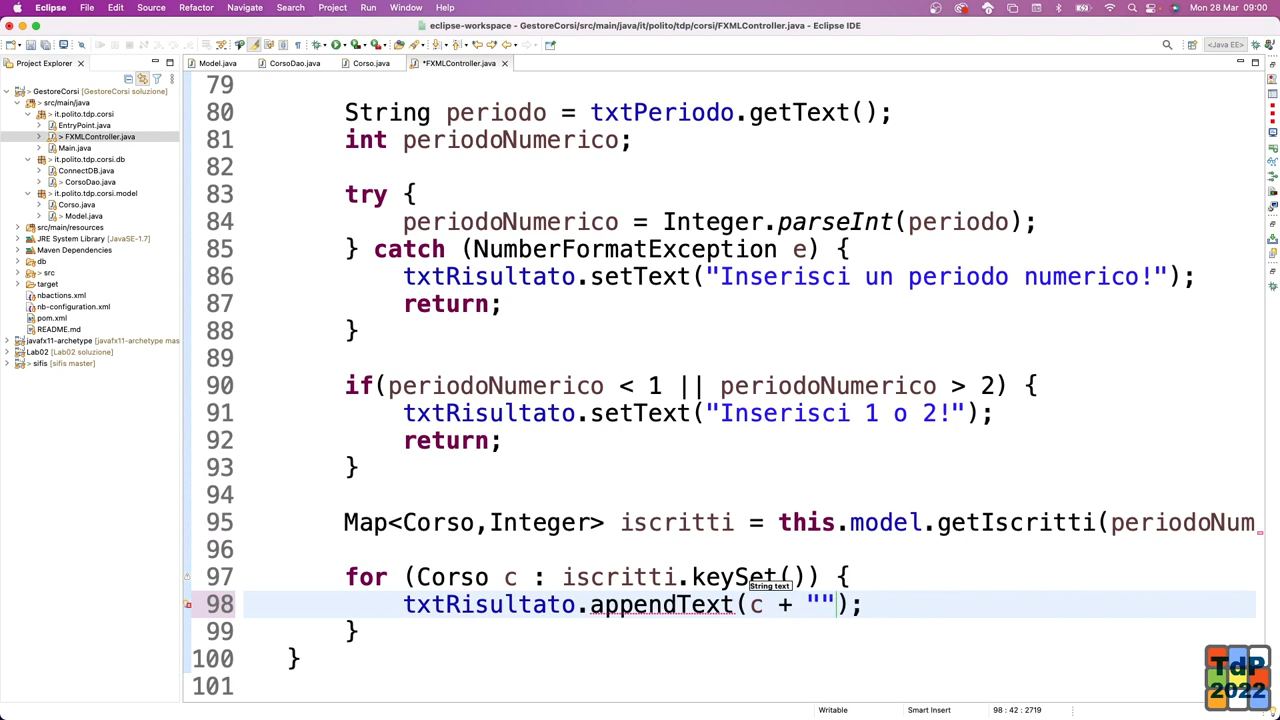 Eclipse File Edit Source Refactor Navigate Search Project Run Window Help Mon 28 Mar 09:00
eclipse-workspace - GestoreCorsi/src/main/java/it/polito/tdp/corsi/FXMLController.java - Eclipse IDE
<Java EE>
Project Explorer
Model.java CorsoDao.java Corso.java *FXMLController.java
GestoreCorsi [GestoreCorsi soluzione]
src/main/java
it.polito.tdp.corsi
EntryPoint.java
> FXMLController.java
Main.java
it.polito.tdp.corsi.db
ConnectDB.java
> CorsoDao.java
> it.polito.tdp.corsi.model
Corso.java
> Model.java
src/main/resources
JRE System Library [JavaSE-1.7]
Maven Dependencies
db
> src
target
nbactions.xml
nb-configuration.xml
pom.xml
README.md
javafx11-archetype [javafx11-archetype mas
Lab02 [Lab02 soluzione]
> sifis [sifis master]
79
80 String periodo = txtPeriodo.getText();
81 int periodoNumerico;
82
83 try {
84 periodoNumerico = Integer.parseInt(periodo);
85 } catch (NumberFormatException e) {
86 txtRisultato.setText("Inserisci un periodo numerico!");
87 return;
88 }
89
90 if(periodoNumerico < 1 || periodoNumerico > 2) {
91 txtRisultato.setText("Inserisci 1 o 2!");
92 return;
93 }
94
95 Map<Corso,Integer> iscritti = this.model.getIscritti(periodoNum
96
97 for (Corso c : iscritti.keySet()) {
String text
98 txtRisultato.appendText(c + "");
99 }
100 }
101
TdP
2022
Writable Smart Insert 98 : 42 : 2719